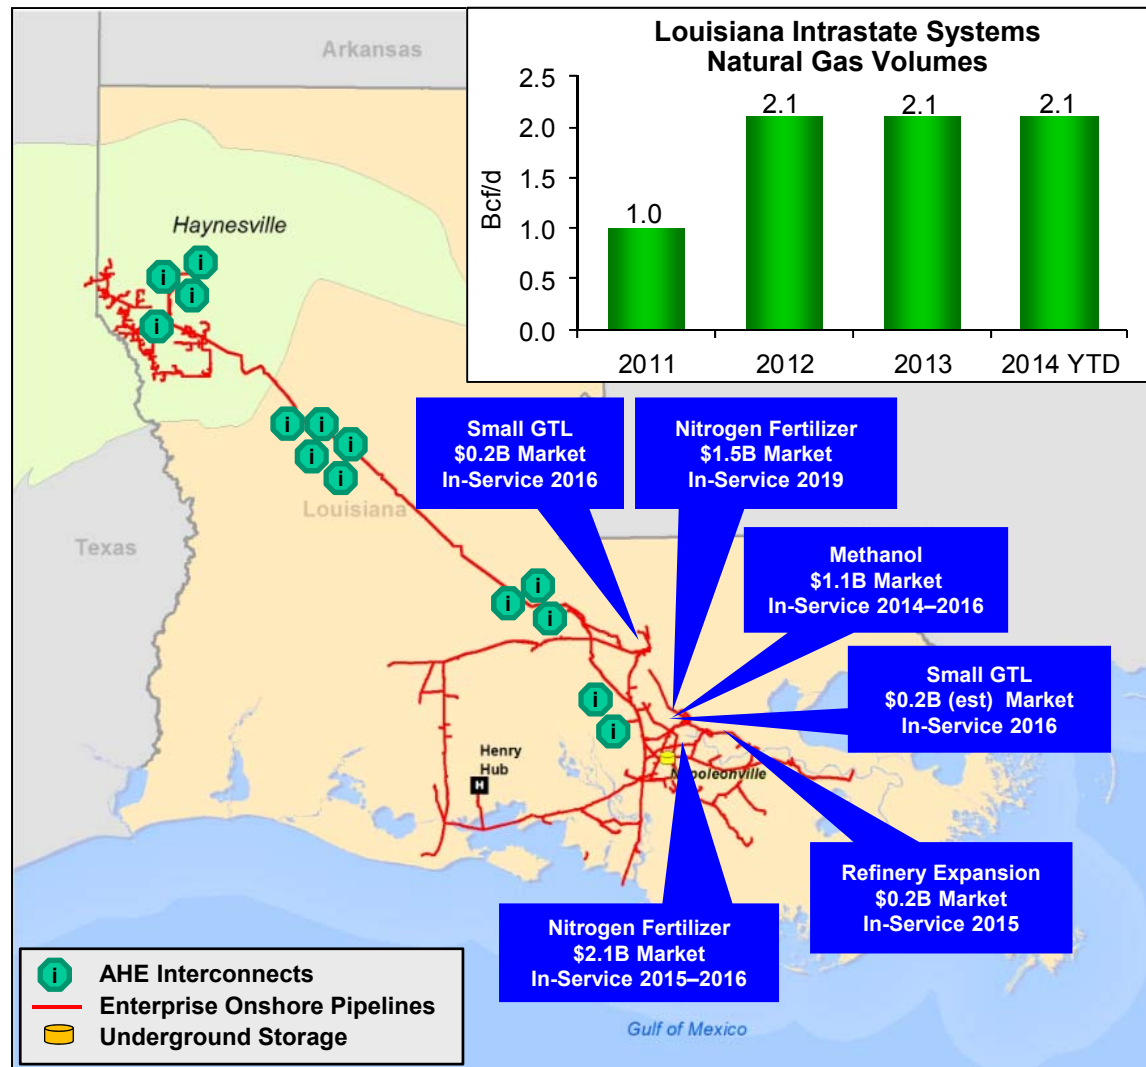 Arkansas
Louisiana Intrastate Systems
Natural Gas Volumes
2.5
2.0
1.5
1.0
0.5
0.0
Bcf/d
1.0
2.1
2.1
2.1
2011
2012
2013
2014 YTD
Haynesville
i
i
i
i
i
i
i
i
i
i
i
i
i
i
Louisiana
Texas
Small GTL
$0.2B Market
In-Service 2016
Nitrogen Fertilizer
$1.5B Market
In-Service 2019
Methanol
$1.1B Market
In-Service 2014–2016
Small GTL
$0.2B (est) Market
In-Service 2016
Henry
Hub
H
Napoleonville
Refinery Expansion
$0.2B Market
In-Service 2015
Nitrogen Fertilizer
$2.1B Market
In-Service 2015–2016
i
AHE Interconnects
Enterprise Onshore Pipelines
Underground Storage
Gulf of Mexico